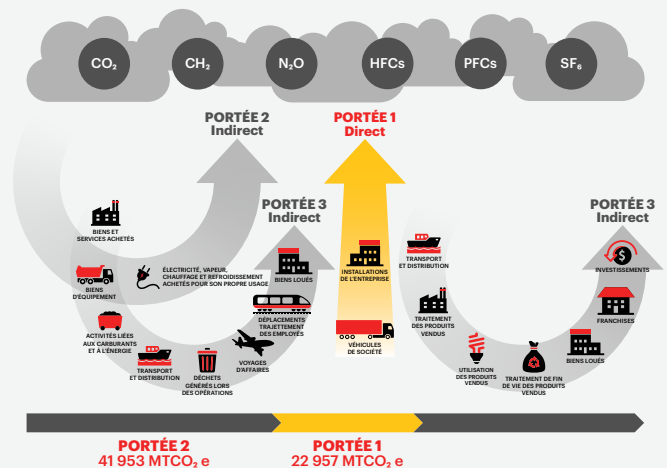 CO₂
CH₂
N₂O
HFCs
PFCs
SF₆
PORTÉE 2
Indirect
PORTÉE 1
Direct
PORTÉE 3
Indirect
PORTÉE 3
Indirect
BIENS ET
SERVICES ACHETÉS
BIENS
D'ÉQUIPEMENT
ÉLECTRICITÉ, VAPEUR,
CHAUFFAGE ET REFROIDISSEMENT
ACHETÉS POUR SON PROPRE USAGE
ACTIVITÉS LIÉES
AUX CARBURANTS
ET À L'ÉNERGIE
TRANSPORT
ET DISTRIBUTION
DÉCHETS
GÉNÉRÉS LORS
DES OPÉRATIONS
VOYAGES
D'AFFAIRES
DÉPLACEMENTS
TRAJETTEMENT
DES EMPLOYÉS
BIENS LOUÉS
INSTALLATIONS
DE L'ENTREPRISE
VÉHICULES
DE SOCIÉTÉ
TRANSPORT
ET DISTRIBUTION
TRAITEMENT
DES PRODUITS
VENDUS
UTILISATION
DES PRODUITS
VENDUS
TRAITEMENT DE FIN
DE VIE DES PRODUITS
VENDUS
BIENS LOUÉS
FRANCHISES
$
INVESTISSEMENTS
PORTÉE 2
41 953 MTCO₂ e
PORTÉE 1
22 957 MTCO₂ e